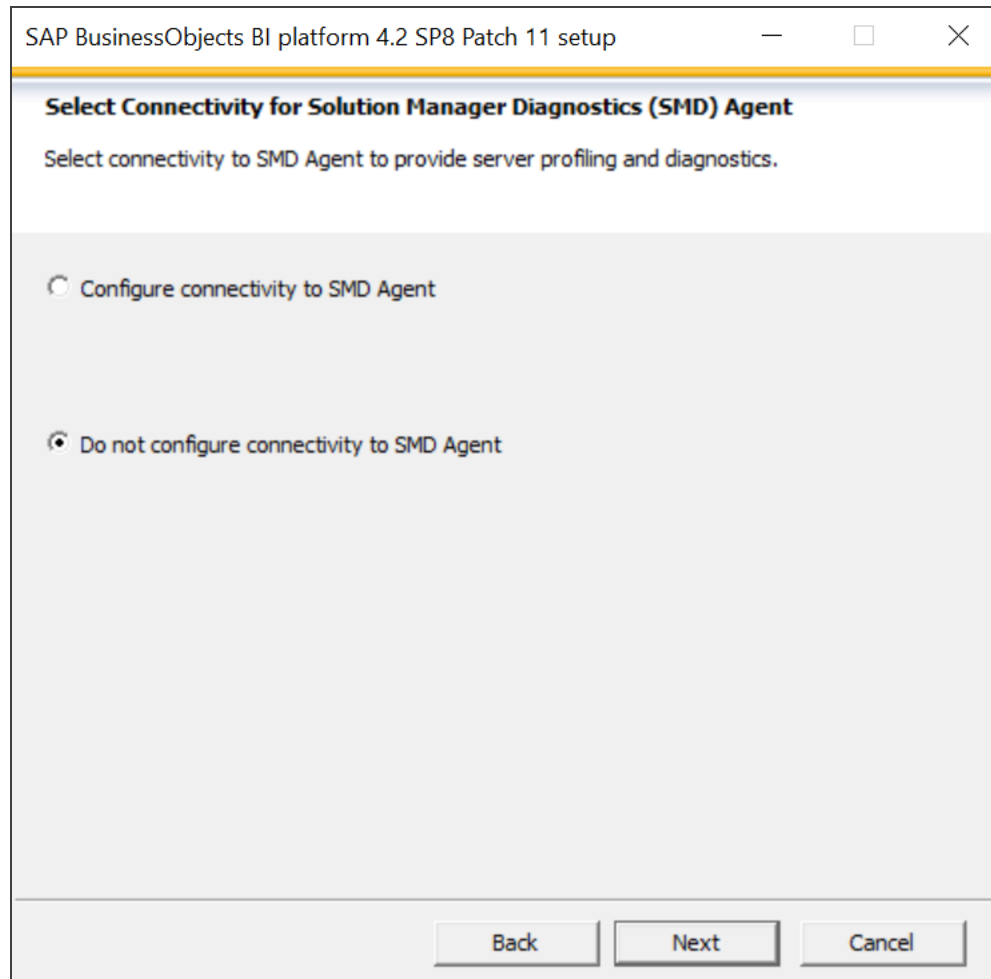 SAP BusinessObjects BI platform 4.2 SP8 Patch 11 setup
Select Connectivity for Solution Manager Diagnostics (SMD) Agent
Select connectivity to SMD Agent to provide server profiling and diagnostics.
Configure connectivity to SMD Agent
Do not configure connectivity to SMD Agent
Back Next Cancel